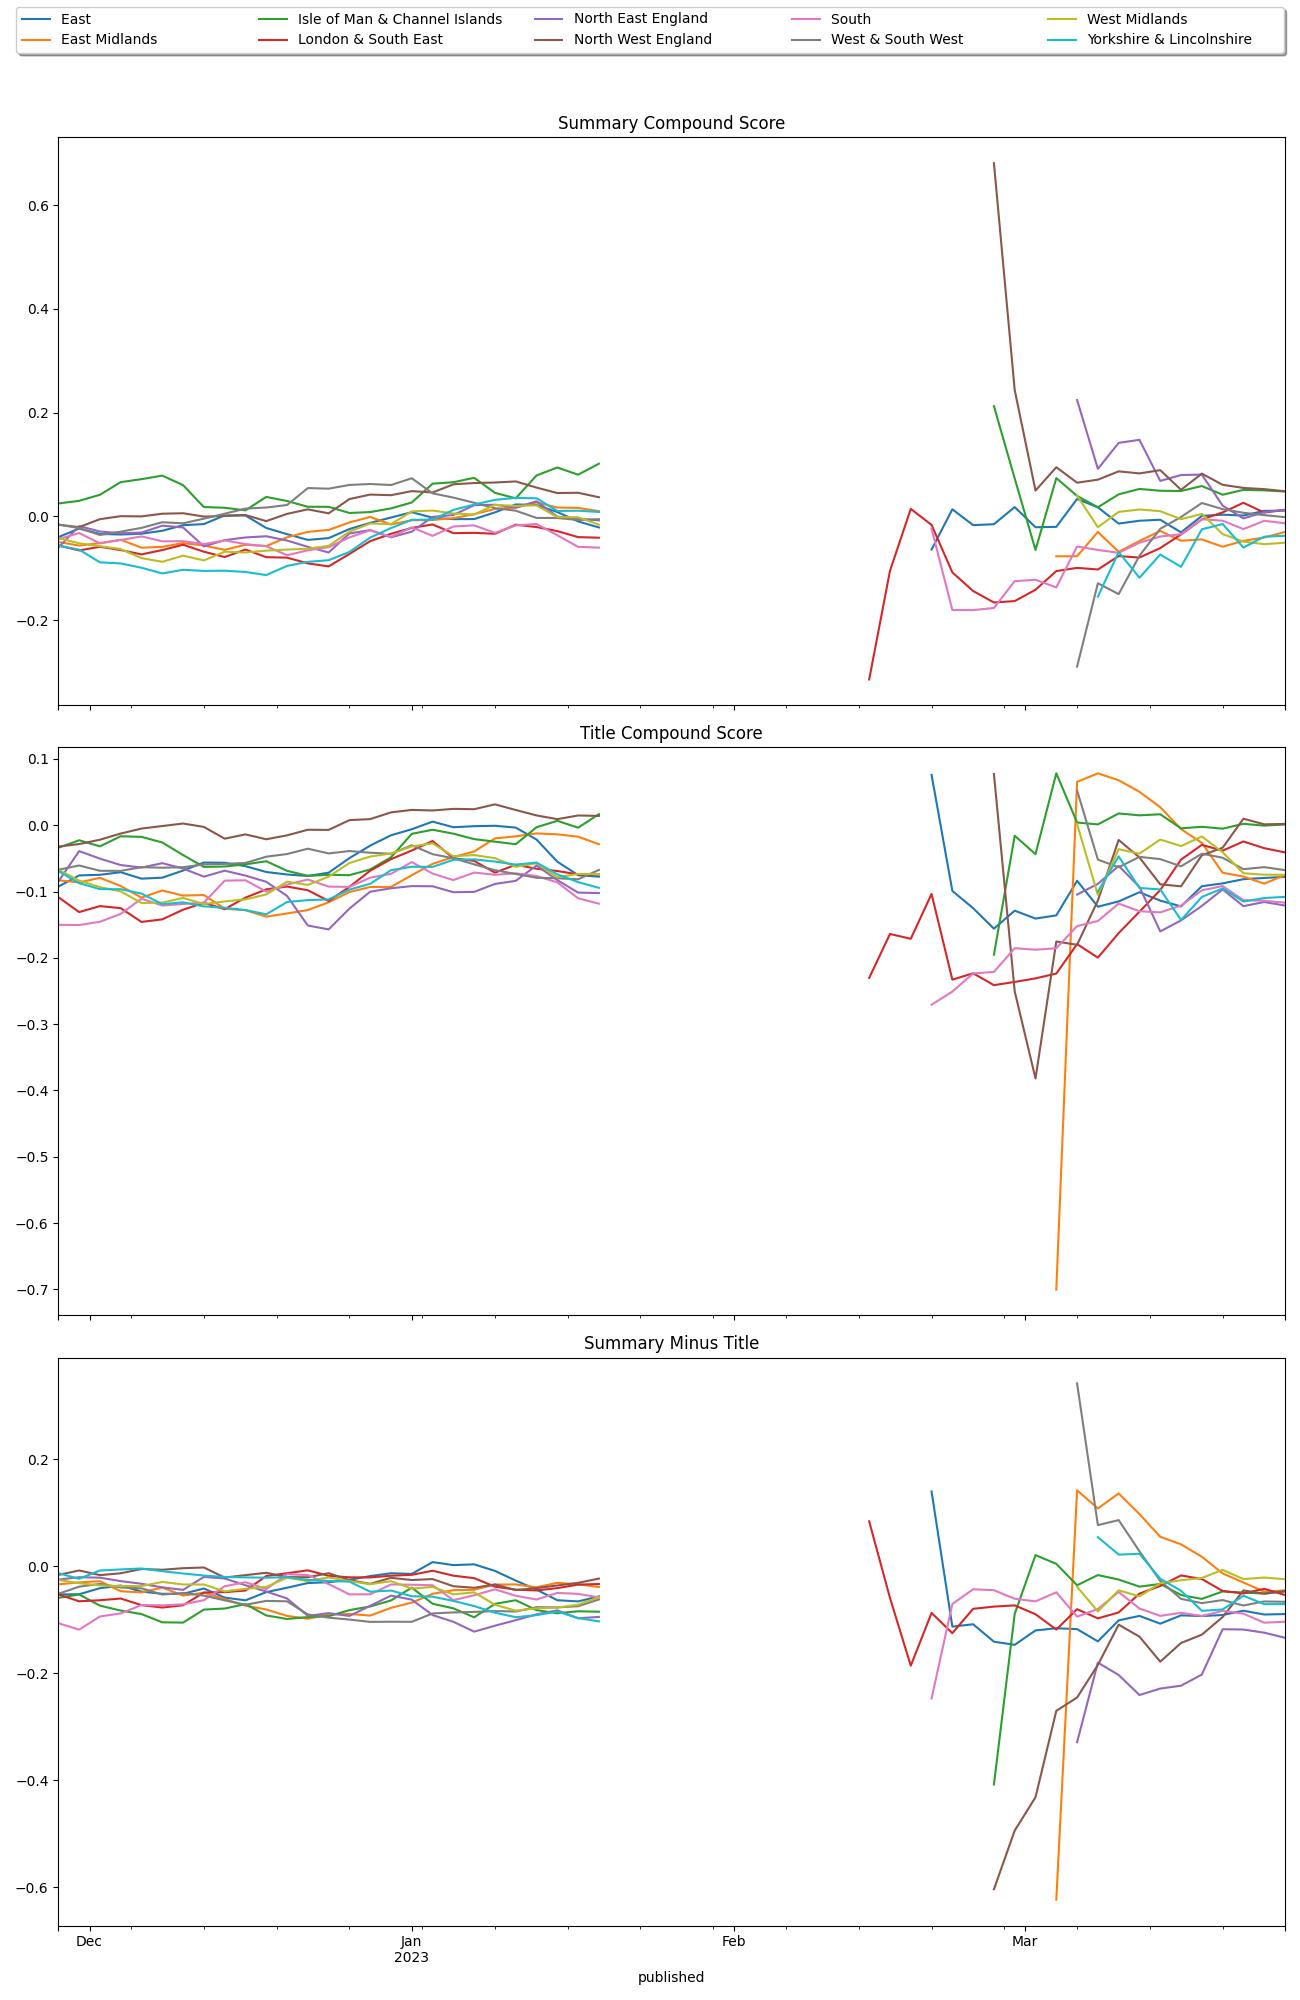 East
East Midlands
Isle of Man & Channel Islands
London & South East
North East England
North West England
South
West & South West
West Midlands
Yorkshire & Lincolnshire
Summary Compound Score
0.6
0.4
0.2
0.0
−0.2
Title Compound Score
0.1
0.0
−0.1
−0.2
−0.3
−0.4
−0.5
−0.6
−0.7
Summary Minus Title
0.2
0.0
−0.2
−0.4
−0.6
Dec
Jan
2023
Feb
Mar
published